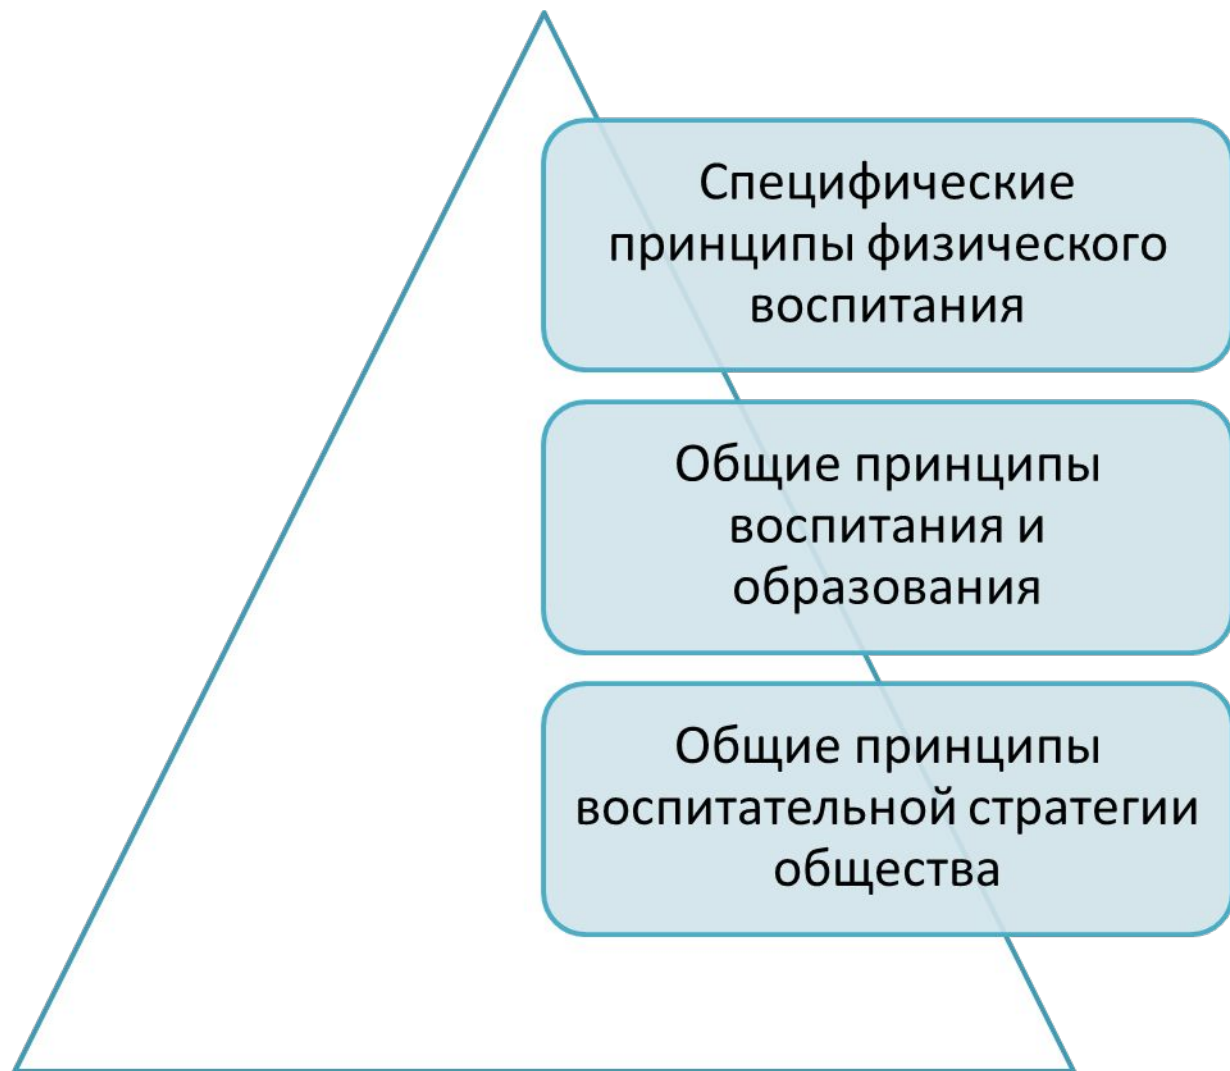 Специфические
принципы физического
воспитания
Общие принципы
воспитания и
образования
Общие принципы
воспитательной стратегии
общества